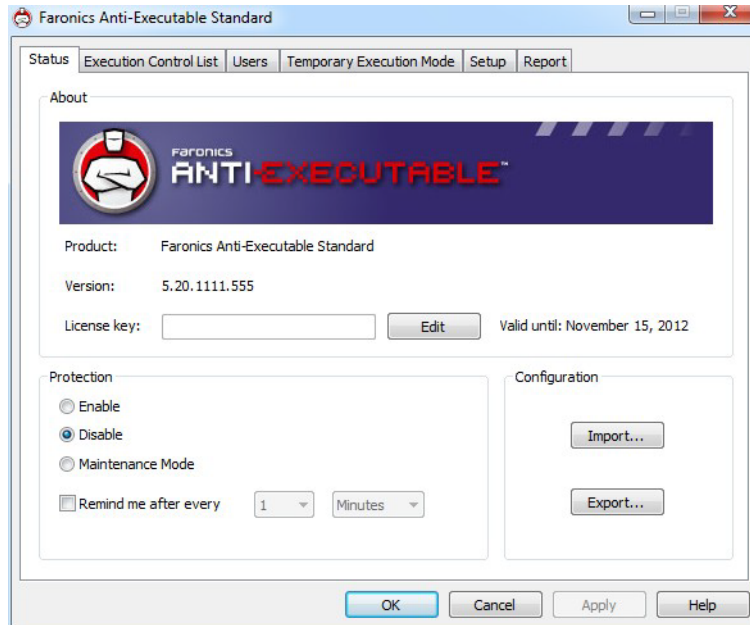 Faronics Anti-Executable Standard
Status Execution Control List Users Temporary Execution Mode Setup Report
About
FARONICS
ANTI-EXECUTABLE™
Product: Faronics Anti-Executable Standard
Version: 5.20.1111.555
License key: Edit Valid until: November 15, 2012
Protection
Enable
Disable
Maintenance Mode
Remind me after every 1 Minutes
Configuration
Import...
Export...
OK Cancel Apply Help